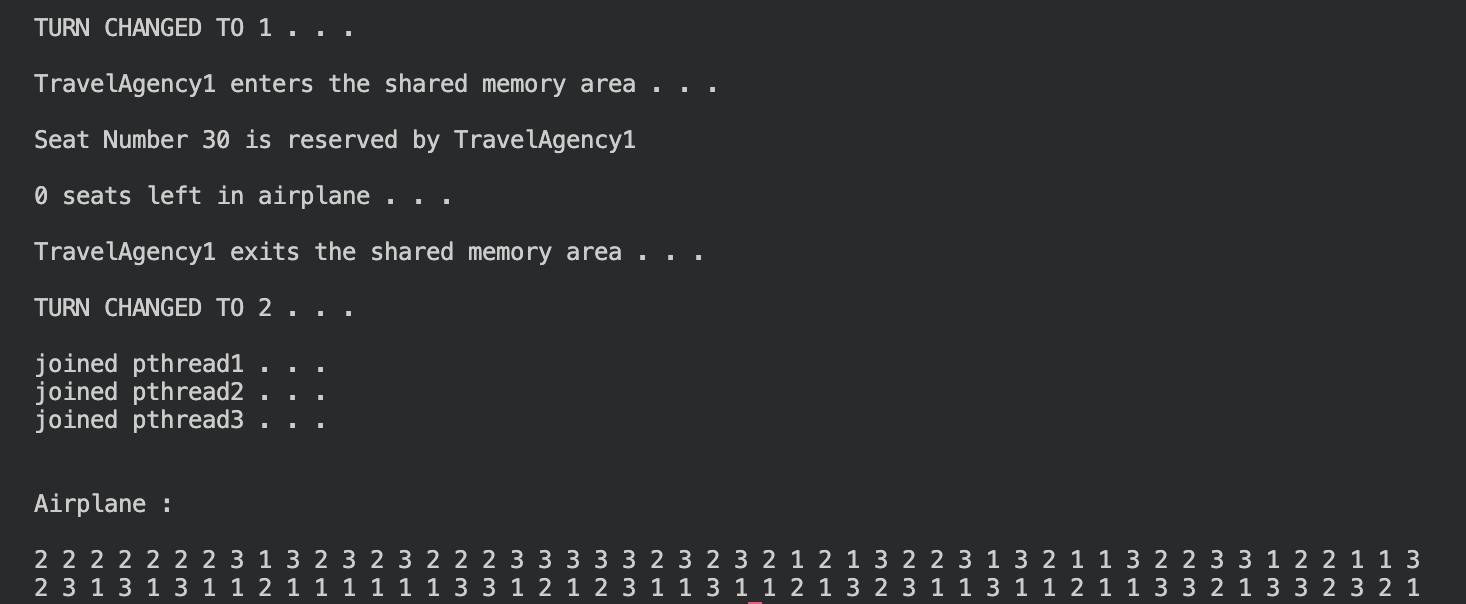 TURN CHANGED TO 1 . . .
TravelAgency1 enters the shared memory area . . .
Seat Number 30 is reserved by TravelAgency1
0 seats left in airplane . . .
TravelAgency1 exits the shared memory area . . .
TURN CHANGED TO 2 . . .
joined pthread1 . . .
joined pthread2 . . .
joined pthread3 . . .
Airplane :
2 2 2 2 2 2 2 3 1 3 2 3 2 3 2 2 2 3 3 3 3 3 2 3 2 3 2 1 2 1 3 2 2 3 1 3 2 1 1 3 2 2 3 3 1 2 2 1 1 3
2 3 1 3 1 3 1 1 2 1 1 1 1 1 1 3 3 1 2 1 2 3 1 1 3 1 1 2 1 3 2 3 1 1 3 1 1 2 1 1 3 3 2 1 3 3 2 3 2 1